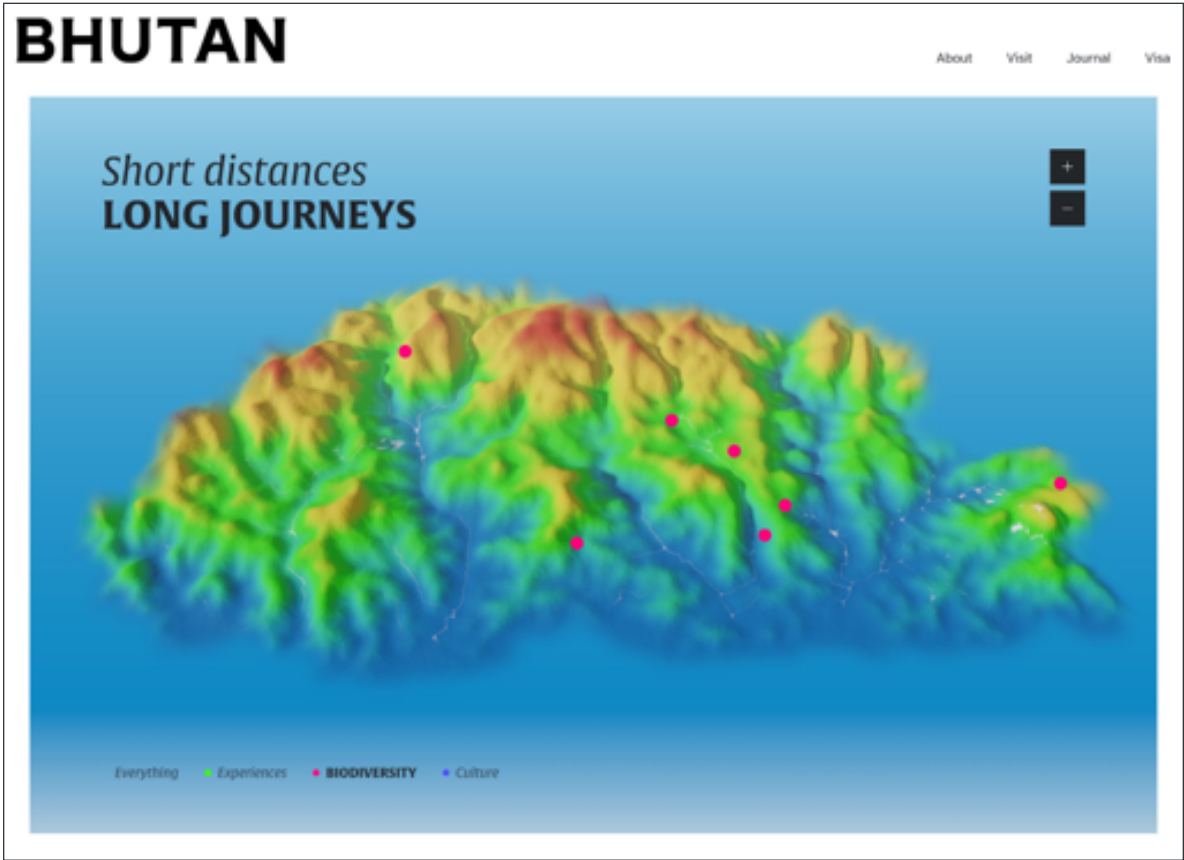 BHUTAN
About Visit Journal Visa
Short distances
LONG JOURNEYS
+
−
Everything Experiences BIODIVERSITY Culture